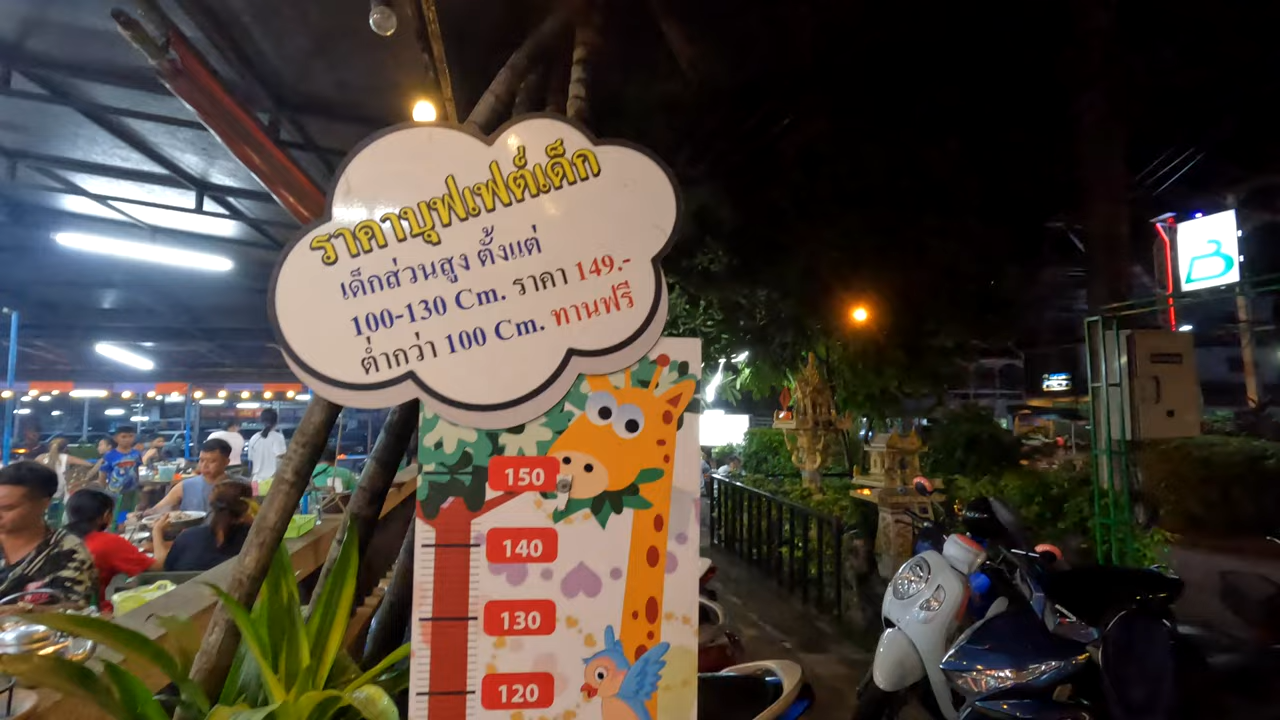 ราคาบุฟเฟต์เด็ก
เด็กส่วนสูง ตั้งแต่
100-130 Cm. ราคา 149.-
ต่ำกว่า 100 Cm. ทานฟรี
150
140
130
120
B